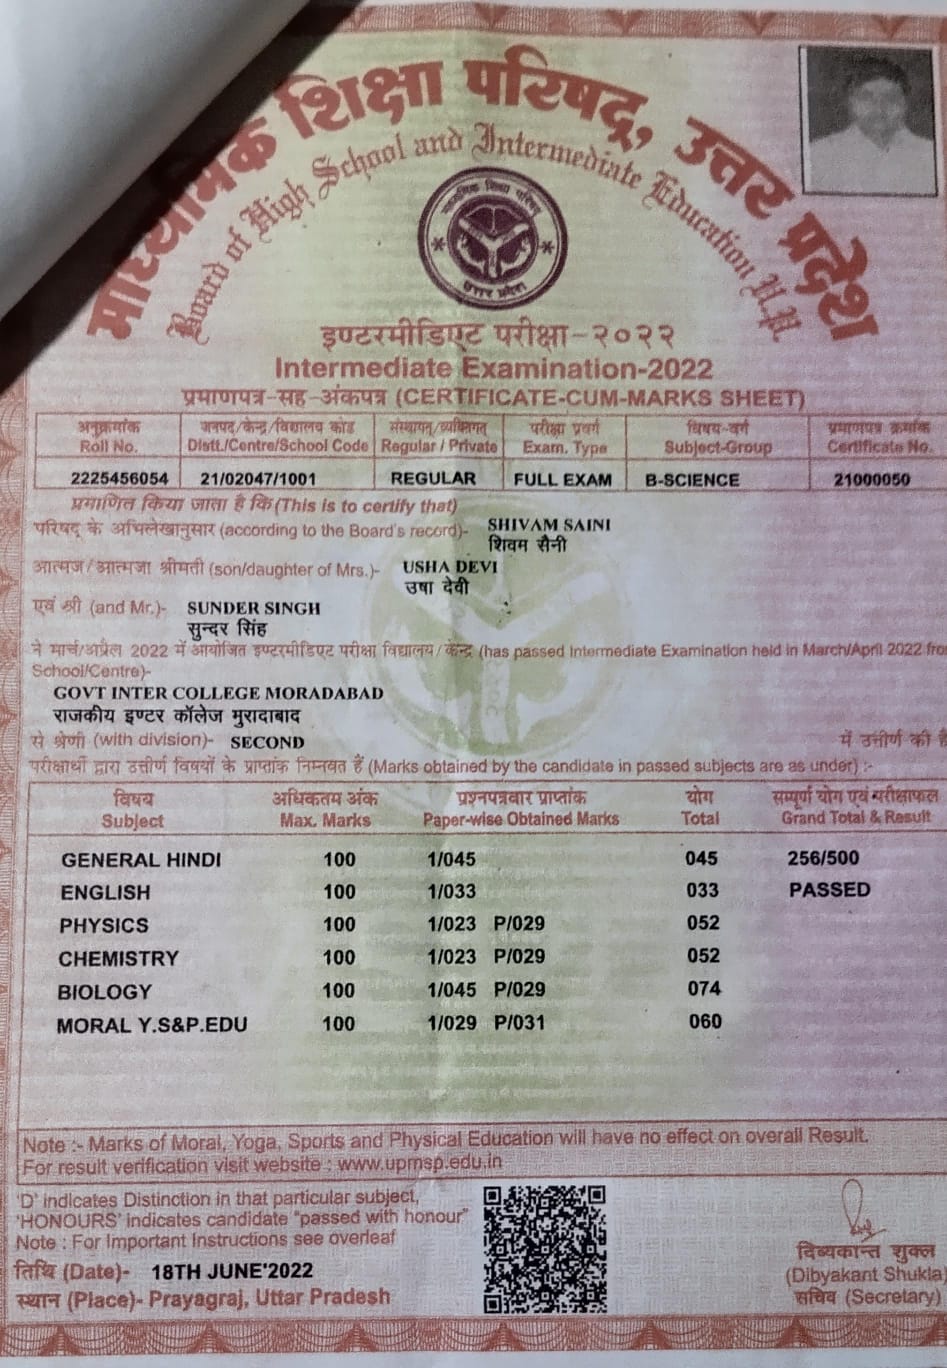 माध्यमिक शिक्षा परिषद्, उत्तर प्रदेश
Board of High School and Intermediate Education U.P.
माध्यमिक शिक्षा परिषद्
उत्तर प्रदेश
इण्टरमीडिएट परीक्षा-२०२२
Intermediate Examination-2022
प्रमाणपत्र-सह-अंकपत्र (CERTIFICATE-CUM-MARKS SHEET)
अनुक्रमांक जनपद/केन्द्र/विद्यालय कोड संस्थागत/व्यक्तिगत परीक्षा प्रवर्ग विषय-वर्ग प्रमाणपत्र क्रमांक
Roll No. Distt./Centre/School Code Regular / Private Exam. Type Subject-Group Certificate No.
2225456054 21/02047/1001 REGULAR FULL EXAM B-SCIENCE 21000050
प्रमाणित किया जाता है कि (This is to certify that)
परिषद् के अभिलेखानुसार (according to the Board's record)- SHIVAM SAINI
शिवम सैनी
आत्मज/आत्मजा श्रीमती (son/daughter of Mrs.)- USHA DEVI
उषा देवी
एवं श्री (and Mr.)- SUNDER SINGH
सुन्दर सिंह
ने मार्च/अप्रैल 2022 में आयोजित इण्टरमीडिएट परीक्षा विद्यालय/केन्द्र (has passed Intermediate Examination held in March/April 2022 from
School/Centre)-
GOVT INTER COLLEGE MORADABAD
राजकीय इण्टर कॉलेज मुरादाबाद
से श्रेणी (with division)- SECOND में उत्तीर्ण की है
परीक्षार्थी द्वारा उत्तीर्ण विषयों के प्राप्तांक निम्नवत हैं (Marks obtained by the candidate in passed subjects are as under) :-
विषय अधिकतम अंक प्रश्नपत्रवार प्राप्तांक योग सम्पूर्ण योग एवं परीक्षाफल
Subject Max. Marks Paper-wise Obtained Marks Total Grand Total & Result
GENERAL HINDI 100 1/045 045 256/500
ENGLISH 100 1/033 033 PASSED
PHYSICS 100 1/023 P/029 052
CHEMISTRY 100 1/023 P/029 052
BIOLOGY 100 1/045 P/029 074
MORAL Y.S&P.EDU 100 1/029 P/031 060
Note :- Marks of Moral, Yoga, Sports and Physical Education will have no effect on overall Result.
For result verification visit website : www.upmsp.edu.in
'D' indicates Distinction in that particular subject,
'HONOURS' indicates candidate "passed with honour"
Note : For Important Instructions see overleaf
तिथि (Date)- 18TH JUNE'2022
स्थान (Place)- Prayagraj, Uttar Pradesh
दिव्यकान्त शुक्ल
(Dibyakant Shukla)
सचिव (Secretary)